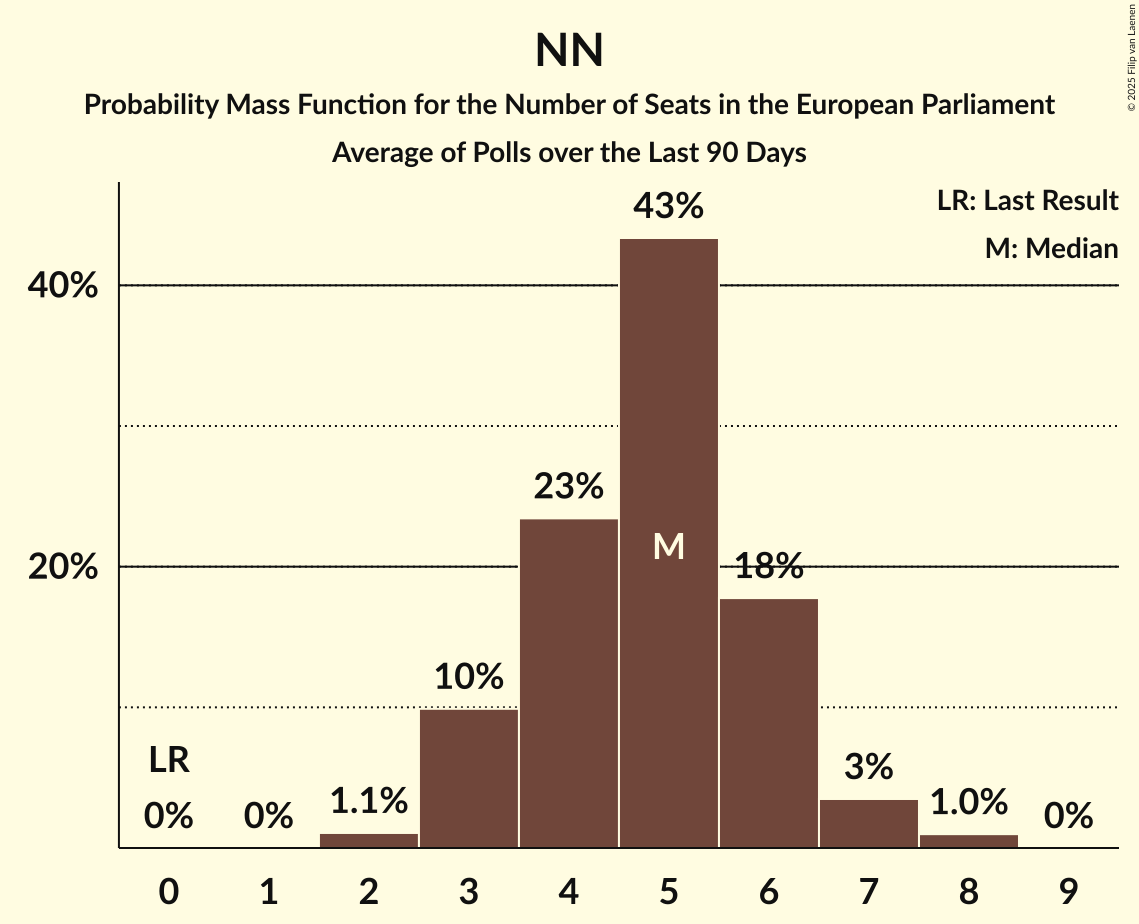 NN
Probability Mass Function for the Number of Seats in the European Parliament
Average of Polls over the Last 90 Days
© 2025 Filip van Laenen
LR: Last Result
M: Median
43%
40%
23%
M
20%
18%
10%
LR
3%
0%
0%
1.1%
1.0%
0%
0 1 2 3 4 5 6 7 8 9